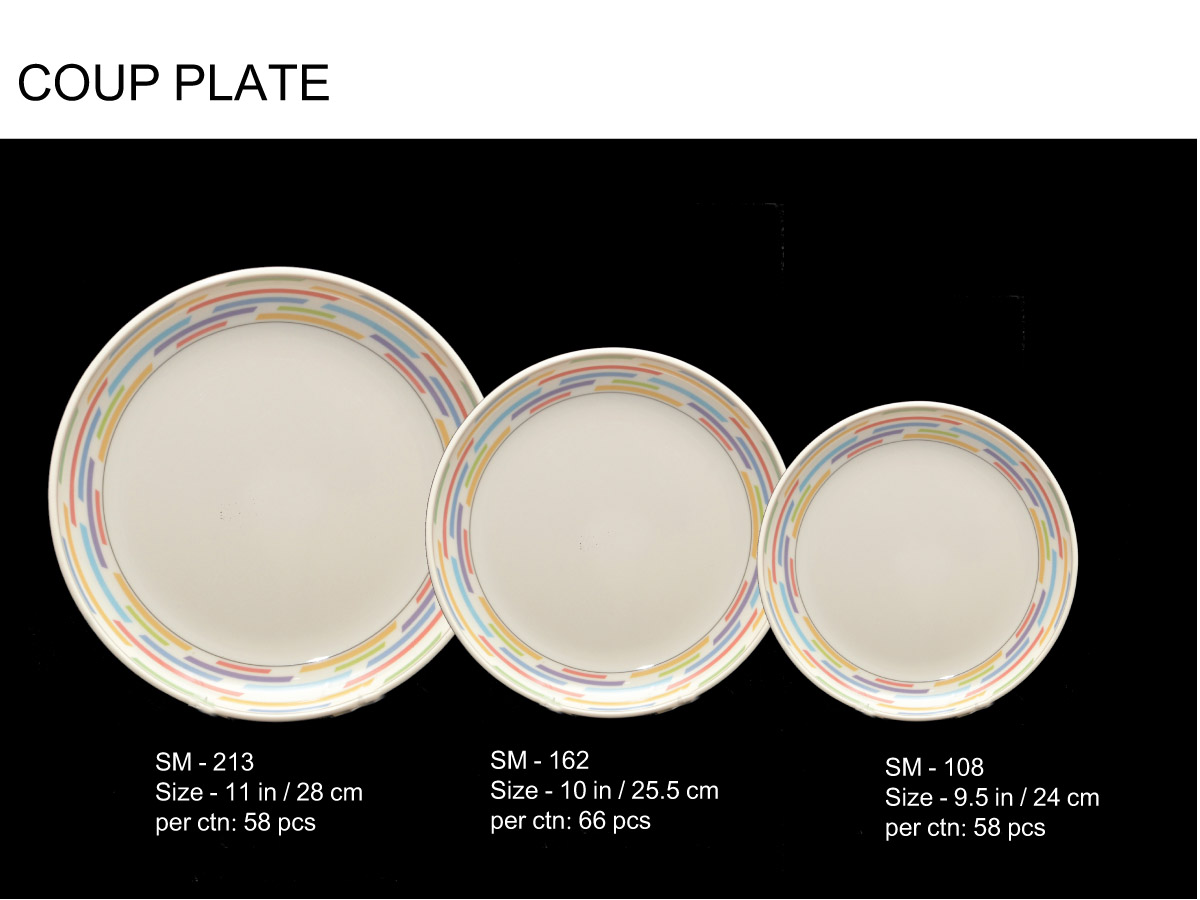 COUP PLATE
SM - 213
Size - 11 in / 28 cm
per ctn: 58 pcs
SM - 162
Size - 10 in / 25.5 cm
per ctn: 66 pcs
SM - 108
Size - 9.5 in / 24 cm
per ctn: 58 pcs